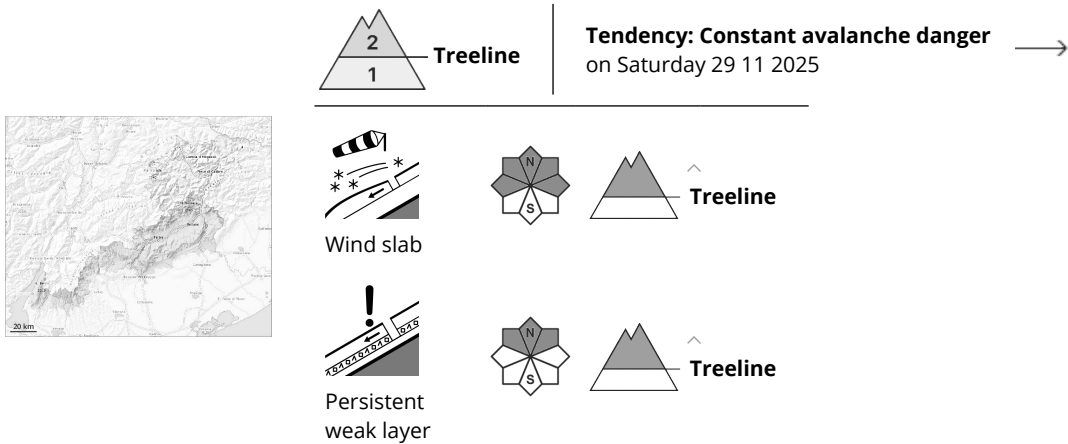 2
1
Treeline
Tendency: Constant avalanche danger
on Saturday 29 11 2025
N
S
Treeline
Wind slab
20 km
N
S
Treeline
Persistent
weak layer